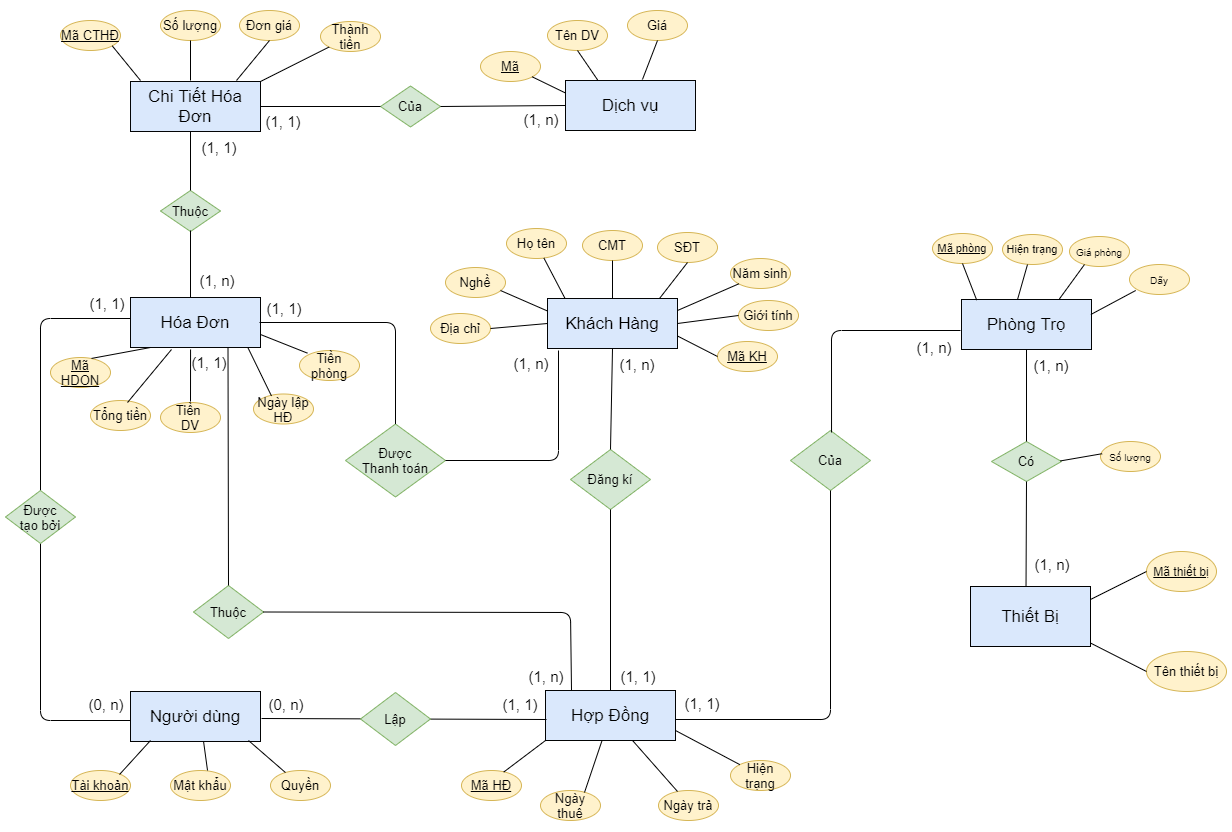 Mã CTHĐ
Số lượng
Đơn giá
Thành
tiền
Tên DV
Giá
Mã
Chi Tiết Hóa
Đơn
(1, 1)
Của
(1, n)
Dịch vụ
(1, 1)
Thuộc
(1, n)
(1, 1)
Hóa Đơn
(1, 1)
(1, 1)
Mã
HDON
Tổng tiền
Tiền
DV
Ngày lập
HĐ
Tiền
phòng
Họ tên
CMT
SĐT
Nghề
Năm sinh
Địa chỉ
Khách Hàng
Giới tính
Mã KH
(1, n)
(1, n)
Mã phòng
Hiện trạng
Giá phòng
Dãy
Phòng Trọ
(1, n)
(1, n)
Được
Thanh toán
Đăng kí
Của
Có
Số lượng
Được
tạo bởi
(1, n)
Mã thiết bị
Thiết Bị
Tên thiết bị
Thuộc
(1, n)
(1, 1)
(0, n)
Người dùng
(0, n)
Lập
(1, 1)
Hợp Đồng
(1, 1)
Tài khoản
Mật khẩu
Quyền
Mã HĐ
Ngày
thuê
Ngày trả
Hiện
trạng